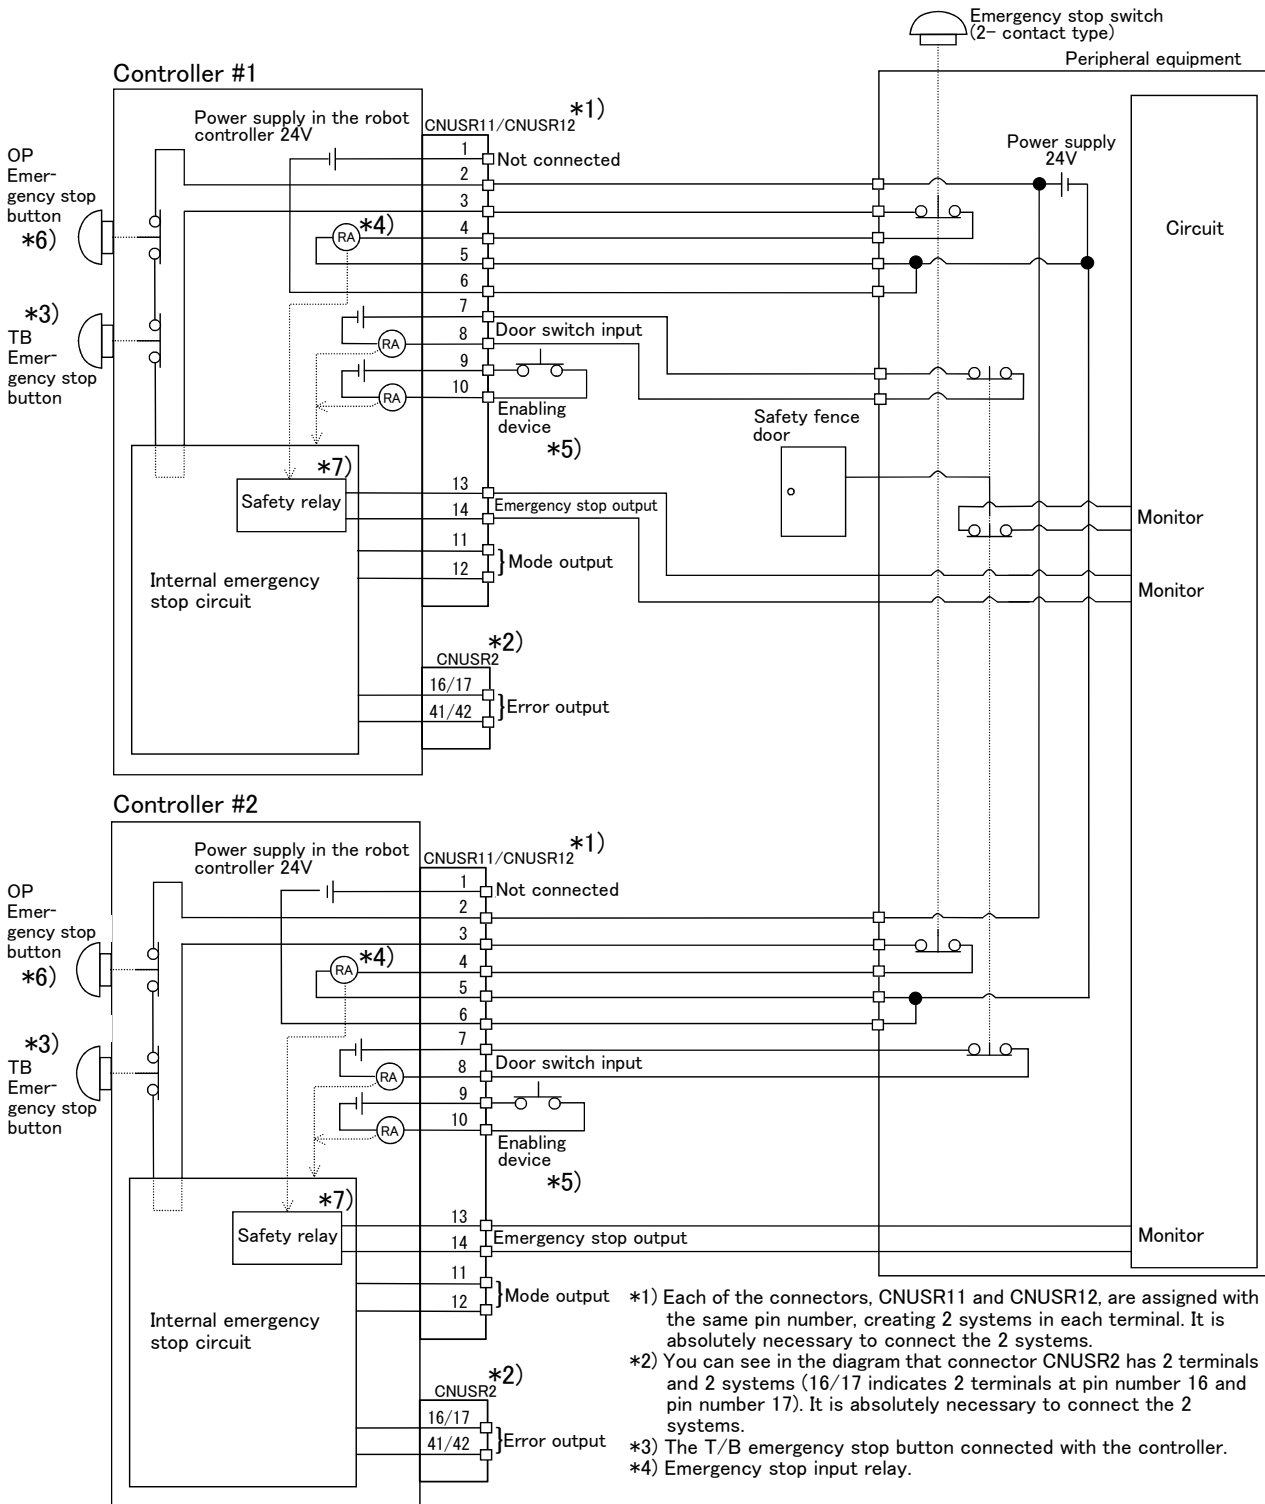 Emergency stop switch
(2- contact type)
Peripheral equipment
Controller #1
Power supply in the robot
controller 24V
CNUSR11/CNUSR12
*1)
OP
Emer-
gency stop
button
*6)
*3)
TB
Emer-
gency stop
button
1
Not connected
2
3
RA
*4)
4
5
6
7
Door switch input
RA
8
9
RA
10
Enabling
device
*5)
Power supply
24V
Circuit
Safety fence
door
*7)
Safety relay
13
Emergency stop output
14
11
Mode output
12
Internal emergency
stop circuit
Monitor
Monitor
*2)
CNUSR2
16/17
Error output
41/42
Controller #2
Power supply in the robot
controller 24V
CNUSR11/CNUSR12
*1)
OP
Emer-
gency stop
button
*6)
*3)
TB
Emer-
gency stop
button
1
Not connected
2
3
RA
*4)
4
5
6
7
Door switch input
RA
8
9
RA
10
Enabling
device
*5)
*7)
Safety relay
13
Emergency stop output
14
Monitor
11
Mode output
12
Internal emergency
stop circuit
*2)
CNUSR2
16/17
Error output
41/42
*1) Each of the connectors, CNUSR11 and CNUSR12, are assigned with
the same pin number, creating 2 systems in each terminal. It is
absolutely necessary to connect the 2 systems.
*2) You can see in the diagram that connector CNUSR2 has 2 terminals
and 2 systems (16/17 indicates 2 terminals at pin number 16 and
pin number 17). It is absolutely necessary to connect the 2
systems.
*3) The T/B emergency stop button connected with the controller.
*4) Emergency stop input relay.